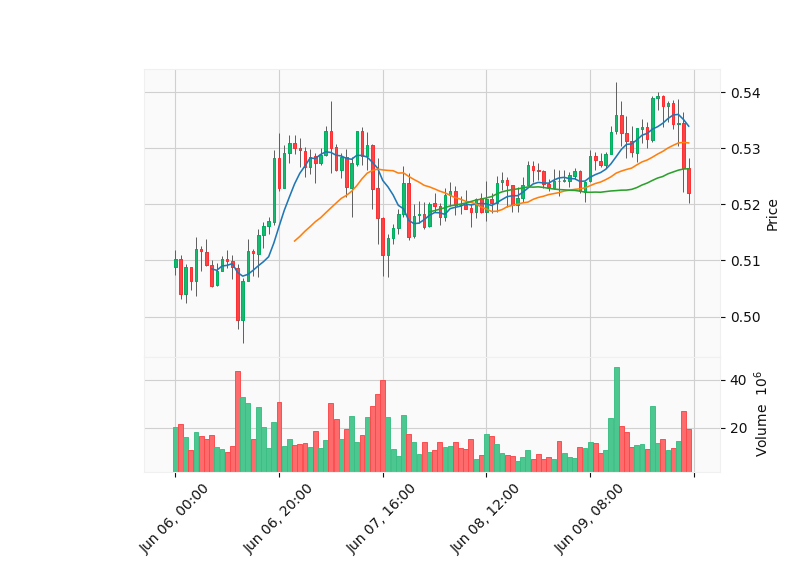 0.54
0.53
0.52
0.51
0.50
Price
40
20
Volume 10^6
Jun 06, 00:00
Jun 06, 20:00
Jun 07, 16:00
Jun 08, 12:00
Jun 09, 08:00